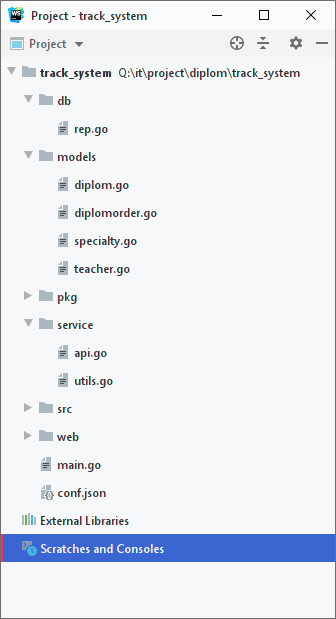 WS Project - track_system
Project
track_system Q:\it\project\diplom\track_system
db
rep.go
models
diplom.go
diplomorder.go
specialty.go
teacher.go
pkg
service
api.go
utils.go
src
web
main.go
conf.json
External Libraries
Scratches and Consoles